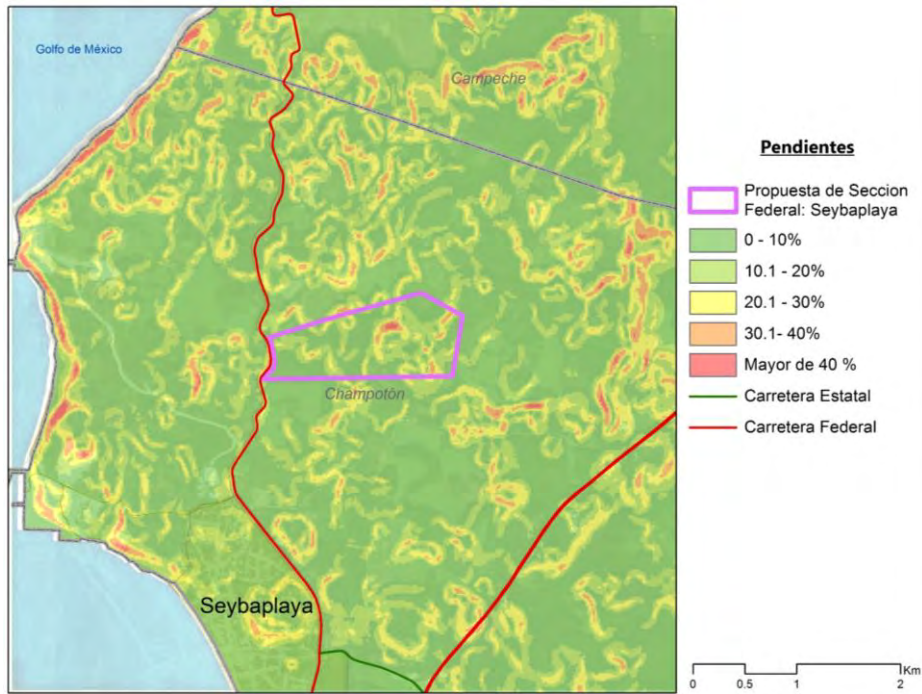 Golfo de México
Campeche
Champotón
Seybaplaya
Pendientes
Propuesta de Seccion
Federal: Seybaplaya
0 - 10%
10.1 - 20%
20.1 - 30%
30.1- 40%
Mayor de 40 %
Carretera Estatal
Carretera Federal
Km
0 0.5 1 2